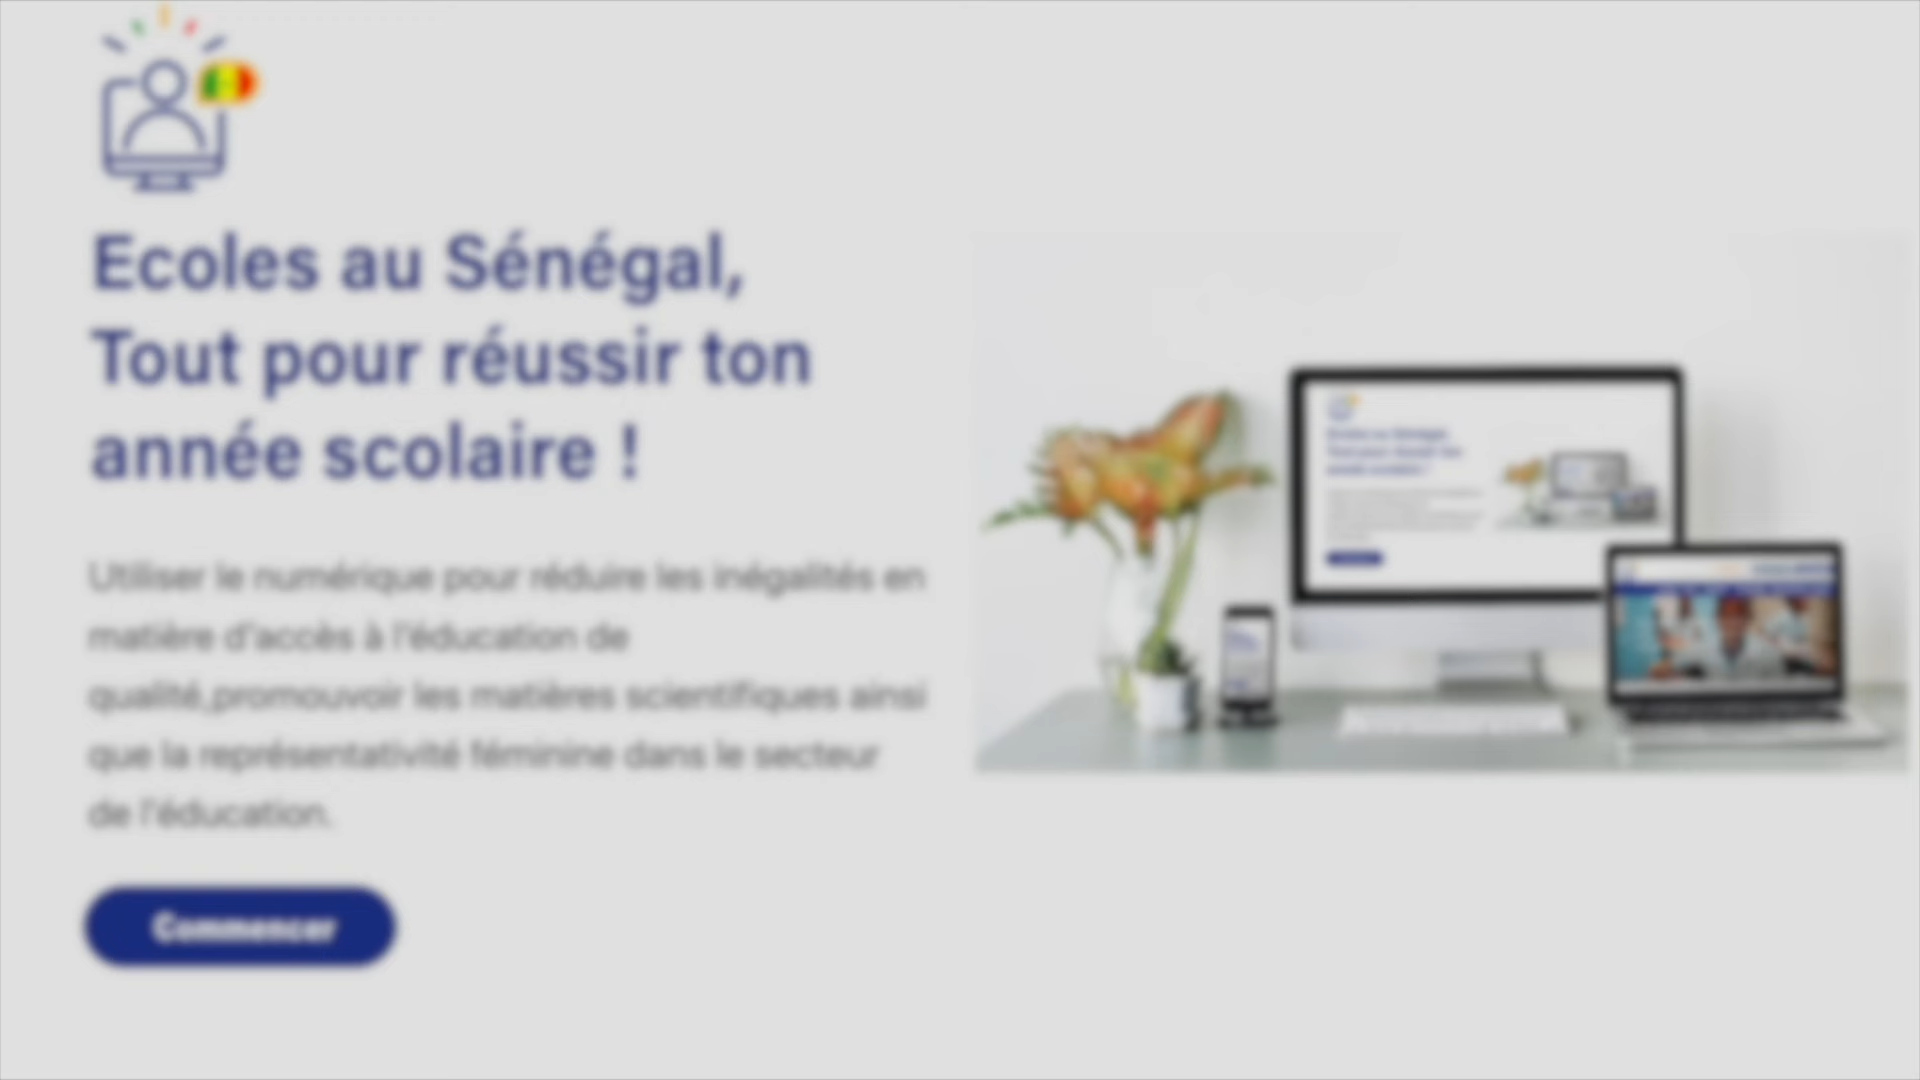 Ecoles au Sénégal,
Tout pour réussir ton
année scolaire !
Utiliser le numérique pour réduire les inégalités en
matière d'accès à l'éducation de
qualité,promouvoir les matières scientifiques ainsi
que la représentativité féminine dans le secteur
de l'éducation.
Commencer